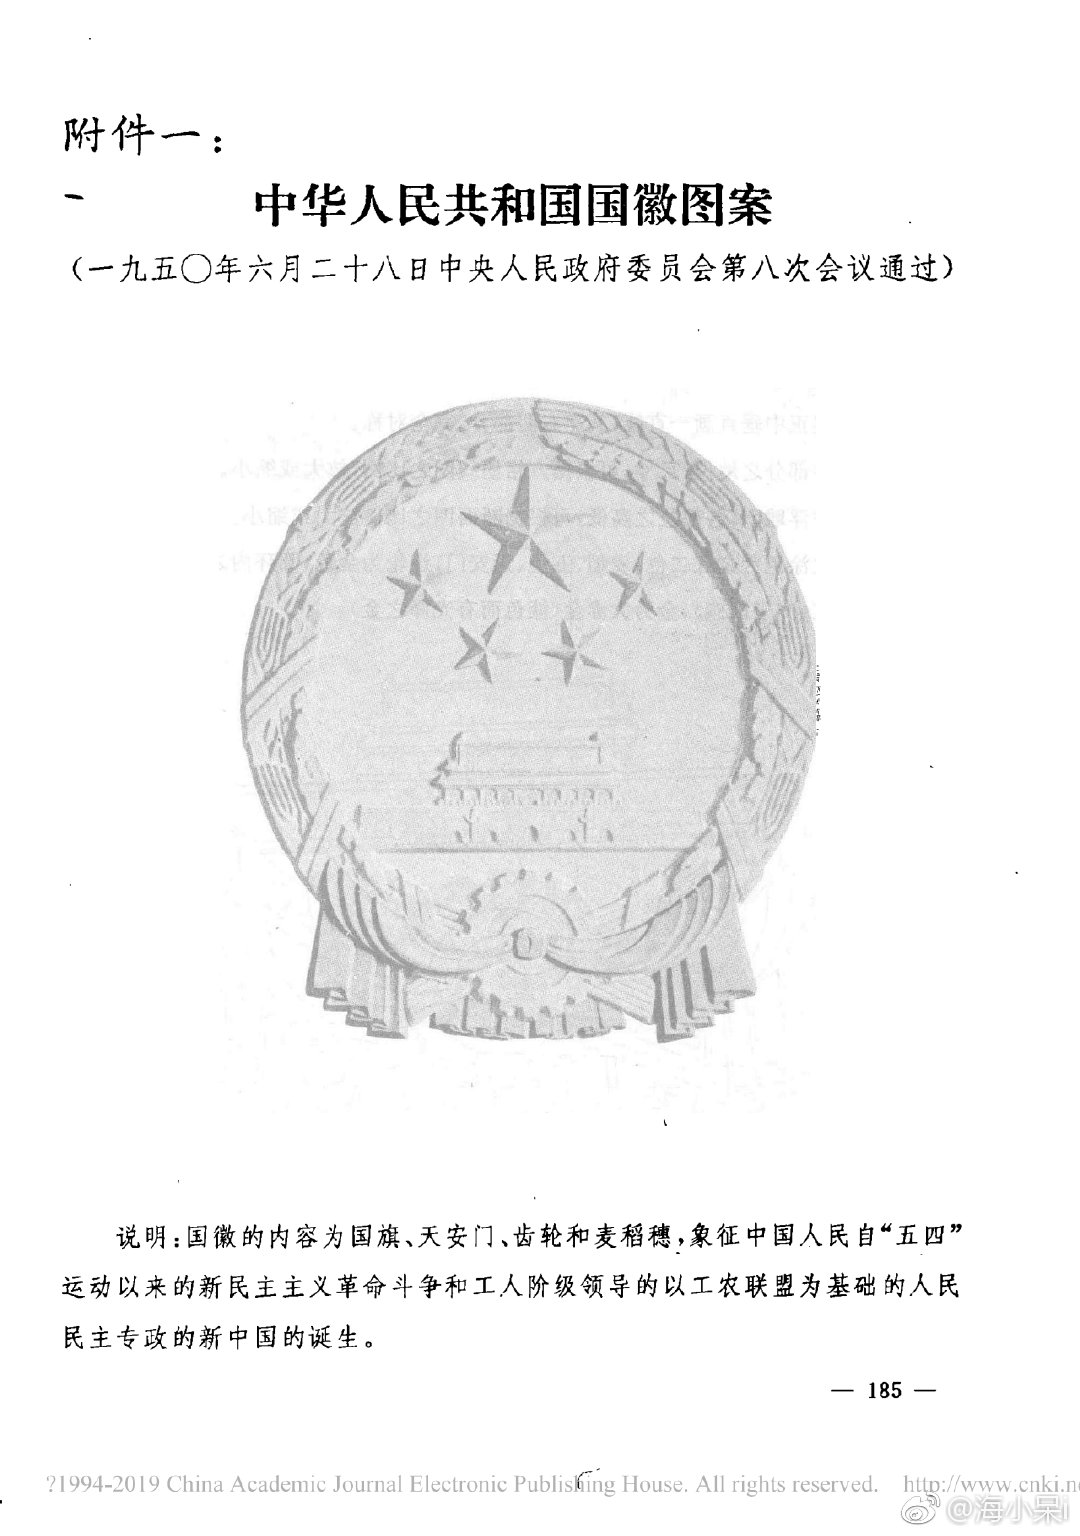 附件一：
中华人民共和国国徽图案
（一九五〇年六月二十八日中央人民政府委员会第八次会议通过）
说明：国徽的内容为国旗、天安门、齿轮和麦稻穗，象征中国人民自“五四”
运动以来的新民主主义革命斗争和工人阶级领导的以工农联盟为基础的人民
民主专政的新中国的诞生。
— 185 —
?1994-2019 China Academic Journal Electronic Publishing House. All rights reserved. http://www.cnki.ne
@海小呆i